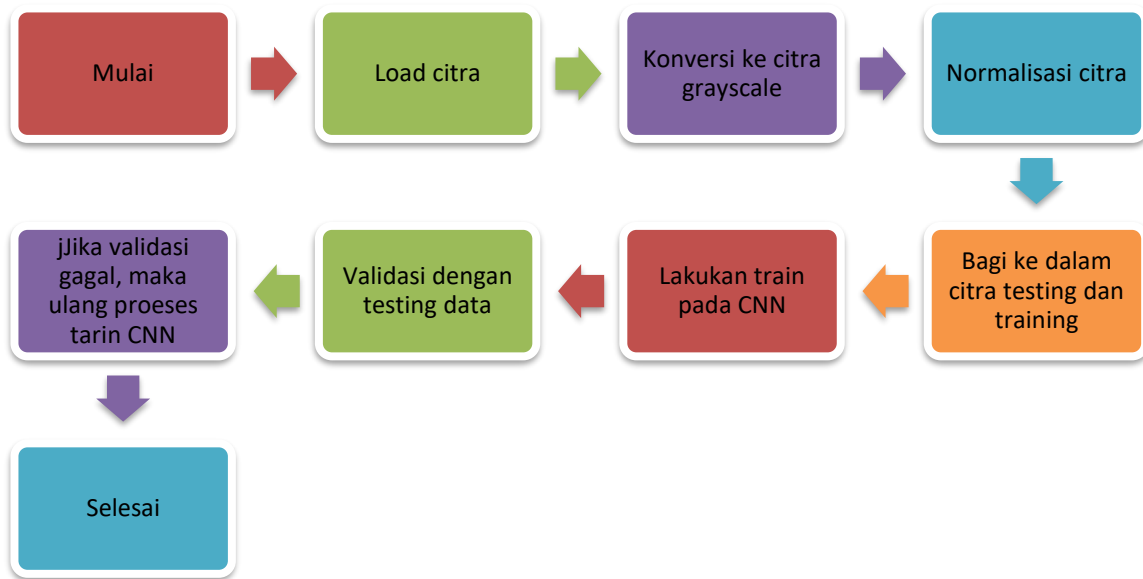 Mulai
Load citra
Konversi ke citra
grayscale
Normalisasi citra
Bagi ke dalam
citra testing dan
training
Lakukan train
pada CNN
Validasi dengan
testing data
jJika validasi
gagal, maka
ulang proeses
tarin CNN
Selesai